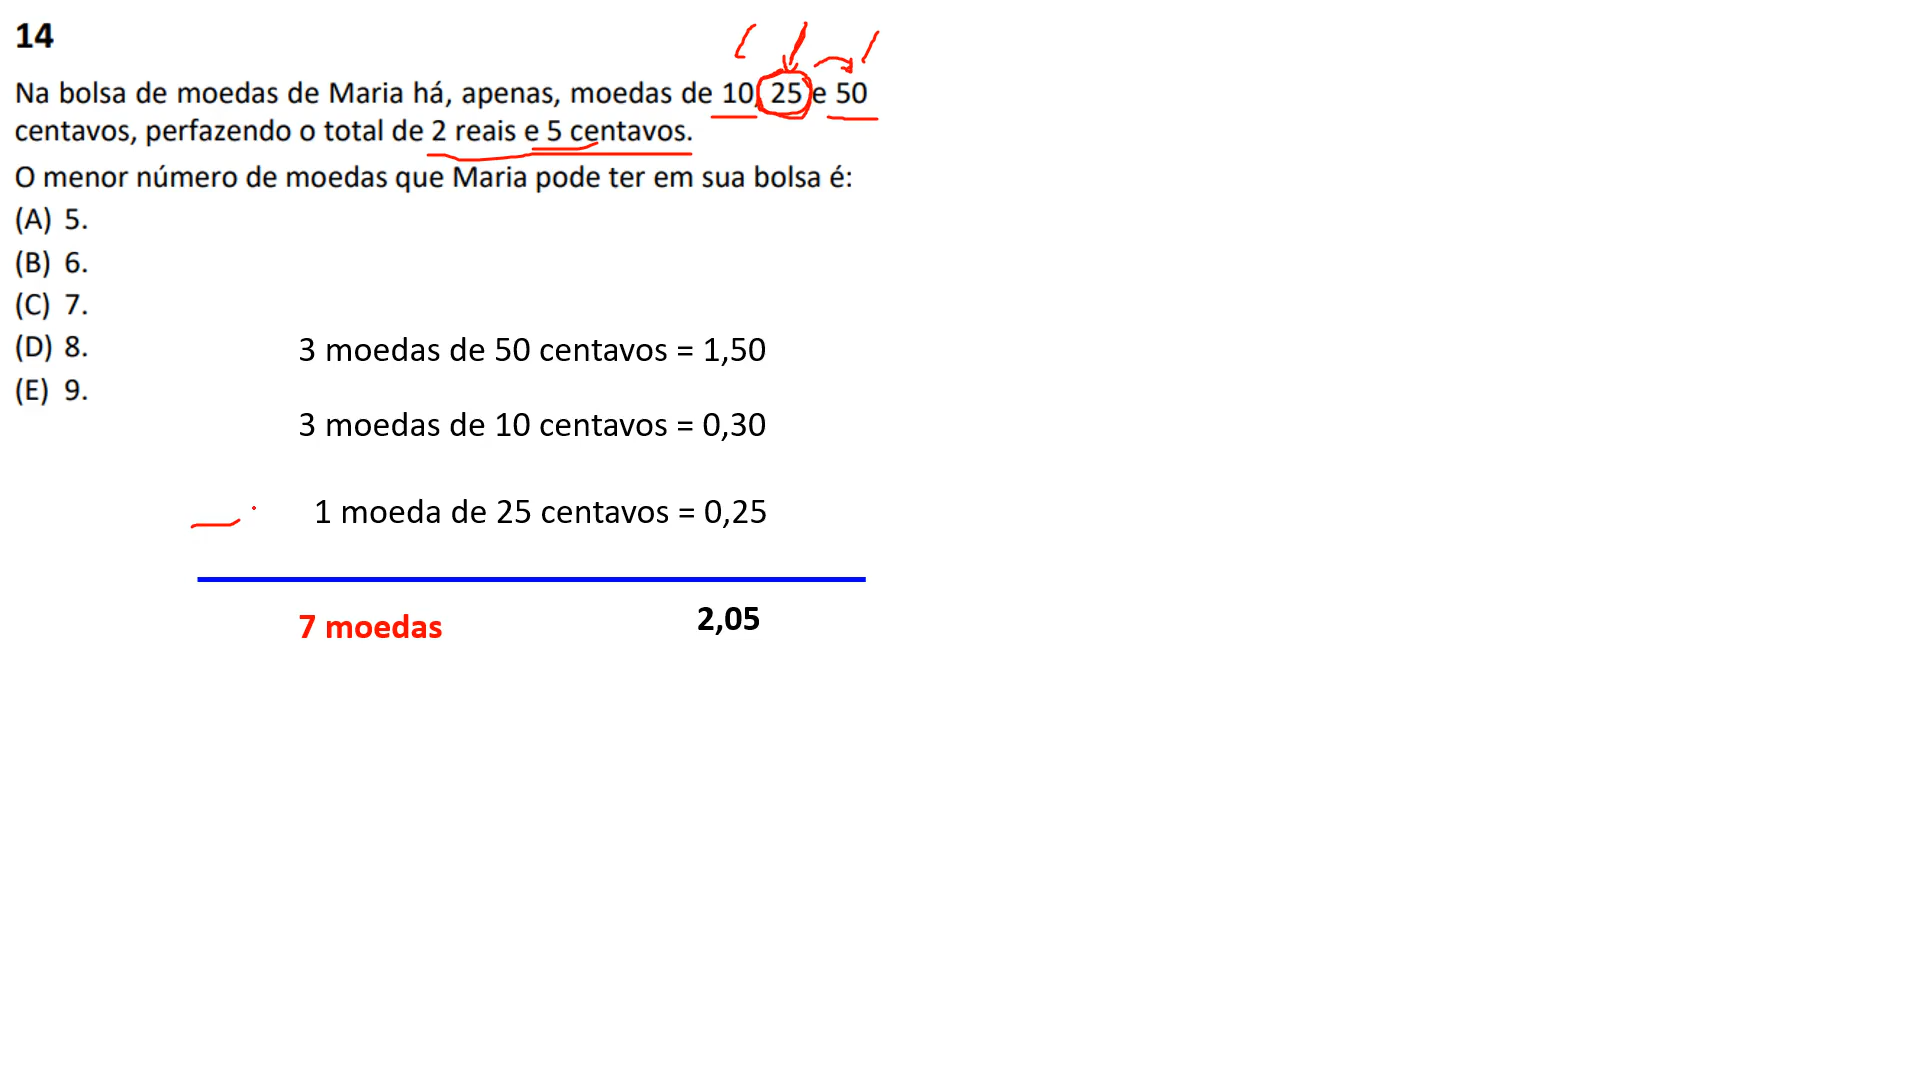 14
Na bolsa de moedas de Maria há, apenas, moedas de 10, 25 e 50
centavos, perfazendo o total de 2 reais e 5 centavos.
O menor número de moedas que Maria pode ter em sua bolsa é:
(A) 5.
(B) 6.
(C) 7.
(D) 8.
(E) 9.
3 moedas de 50 centavos = 1,50
3 moedas de 10 centavos = 0,30
1 moeda de 25 centavos = 0,25
7 moedas 2,05